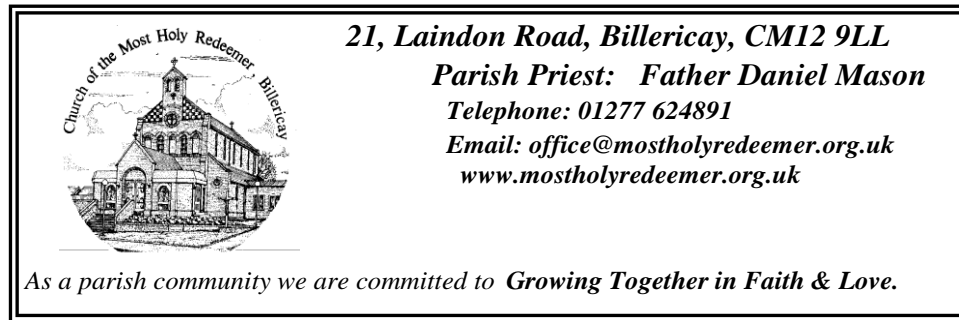 Church of the Most Holy Redeemer, Billericay
21, Laindon Road, Billericay, CM12 9LL
Parish Priest: Father Daniel Mason
Telephone: 01277 624891
Email: office@mostholyredeemer.org.uk
www.mostholyredeemer.org.uk
As a parish community we are committed to Growing Together in Faith & Love.